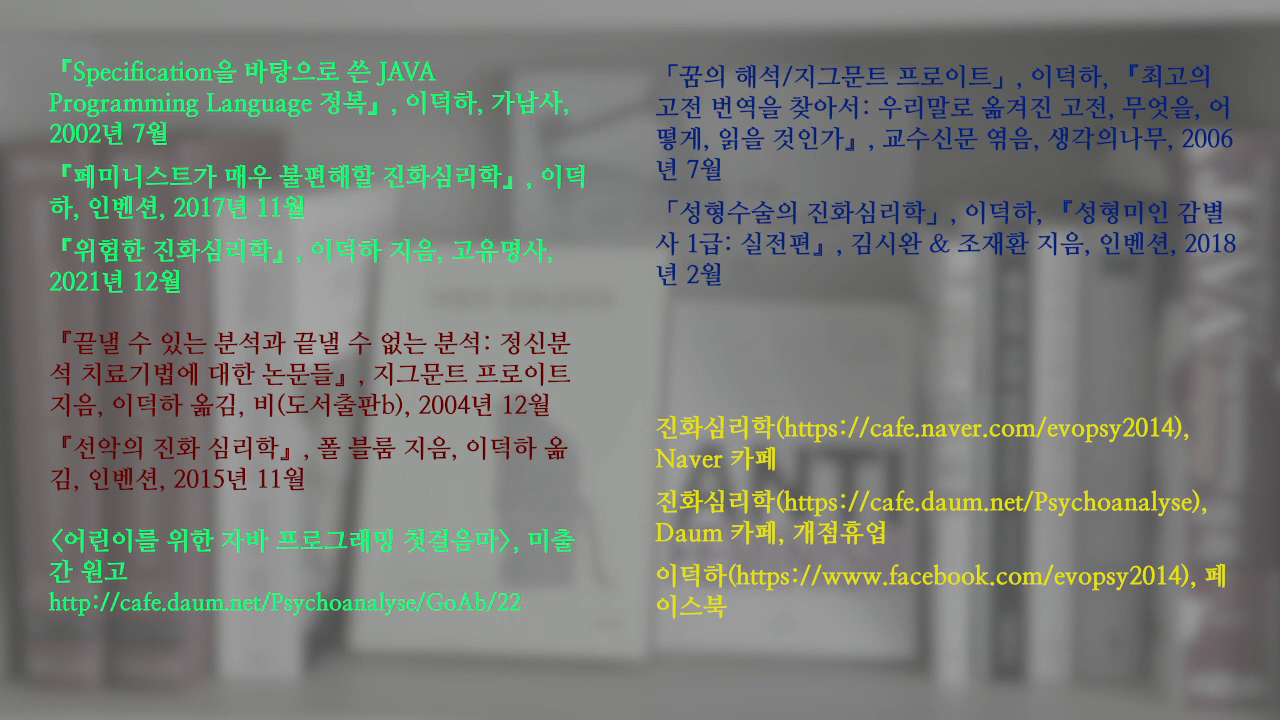 『Specification을 바탕으로 쓴 JAVA
Programming Language 정복』, 이덕하, 가남사,
2002년 7월
『페미니스트가 매우 불편해할 진화심리학』, 이덕
하, 인벤션, 2017년 11월
『위험한 진화심리학』, 이덕하 지음, 고유명사,
2021년 12월
『끝낼 수 있는 분석과 끝낼 수 없는 분석: 정신분
석 치료기법에 대한 논문들』, 지그문트 프로이트
지음, 이덕하 옮김, 비(도서출판b), 2004년 12월
『선악의 진화 심리학』, 폴 블룸 지음, 이덕하 옮
김, 인벤션, 2015년 11월
〈어린이를 위한 자바 프로그래밍 첫걸음마〉, 미출
간 원고
http://cafe.daum.net/Psychoanalyse/GoAb/22
「꿈의 해석/지그문트 프로이트」, 이덕하, 『최고의
고전 번역을 찾아서: 우리말로 옮겨진 고전, 무엇을, 어
떻게, 읽을 것인가』, 교수신문 엮음, 생각의나무, 2006
년 7월
「성형수술의 진화심리학」, 이덕하, 『성형미인 감별
사 1급: 실전편』, 김시완 & 조재환 지음, 인벤션, 2018
년 2월
진화심리학(https://cafe.naver.com/evopsy2014),
Naver 카페
진화심리학(https://cafe.daum.net/Psychoanalyse),
Daum 카페, 개점휴업
이덕하(https://www.facebook.com/evopsy2014), 페
이스북